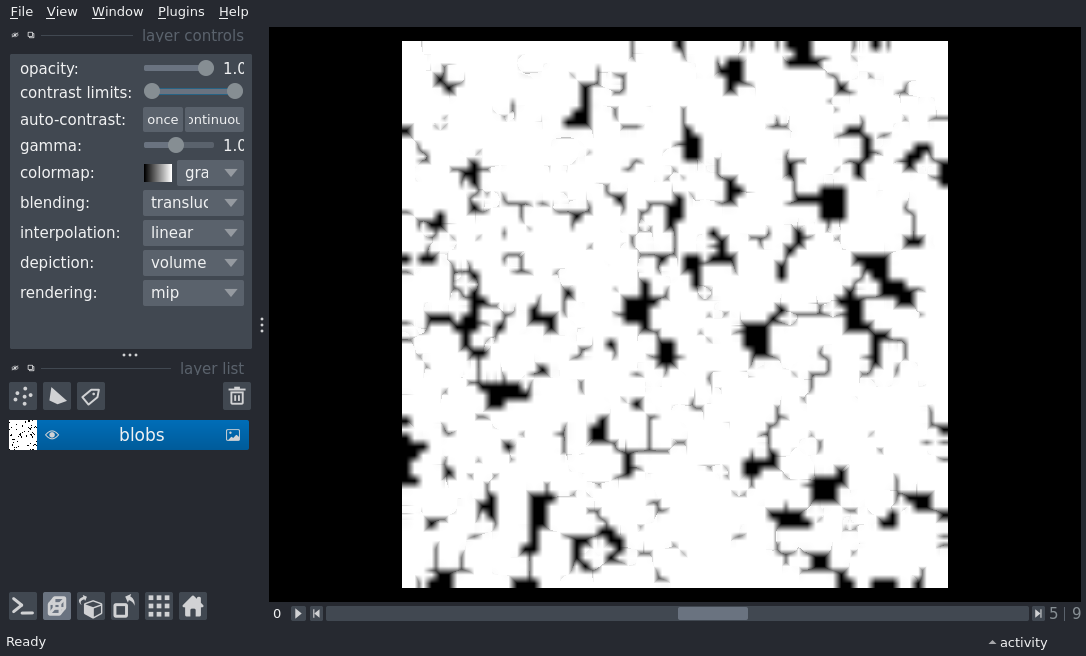 File View Window Plugins Help
layer controls
opacity: 1.0
contrast limits:
auto-contrast: once ontinuou
gamma: 1.0
colormap: gra
blending: transluc
interpolation: linear
depiction: volume
rendering: mip
layer list
blobs
0 5 | 9
Ready activity